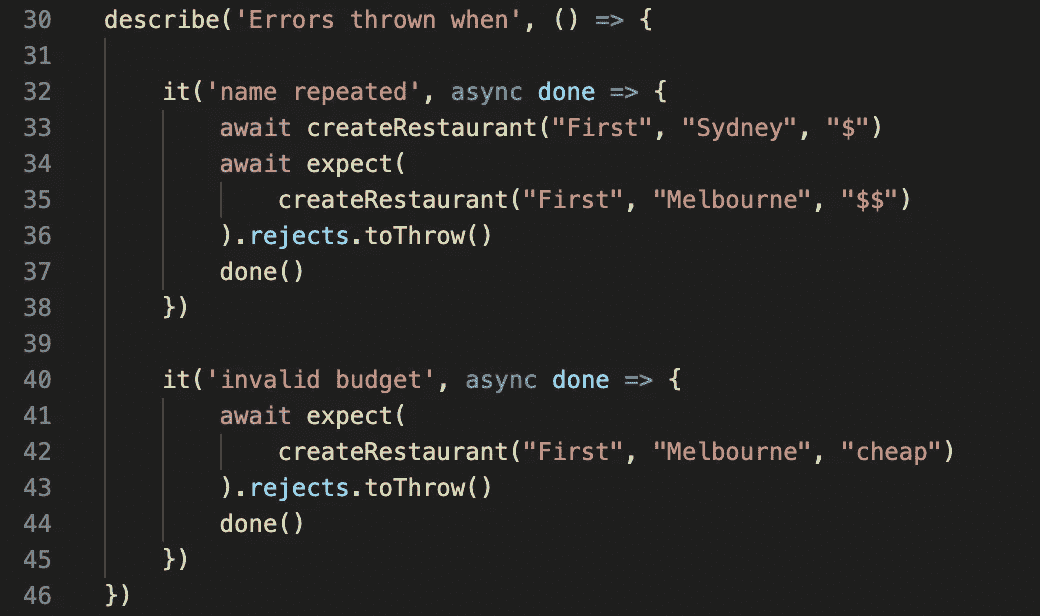 30 describe('Errors thrown when', () => {
31
32 it('name repeated', async done => {
33 await createRestaurant("First", "Sydney", "$")
34 await expect(
35 createRestaurant("First", "Melbourne", "$$")
36 ).rejects.toThrow()
37 done()
38 })
39
40 it('invalid budget', async done => {
41 await expect(
42 createRestaurant("First", "Melbourne", "cheap")
43 ).rejects.toThrow()
44 done()
45 })
46 })